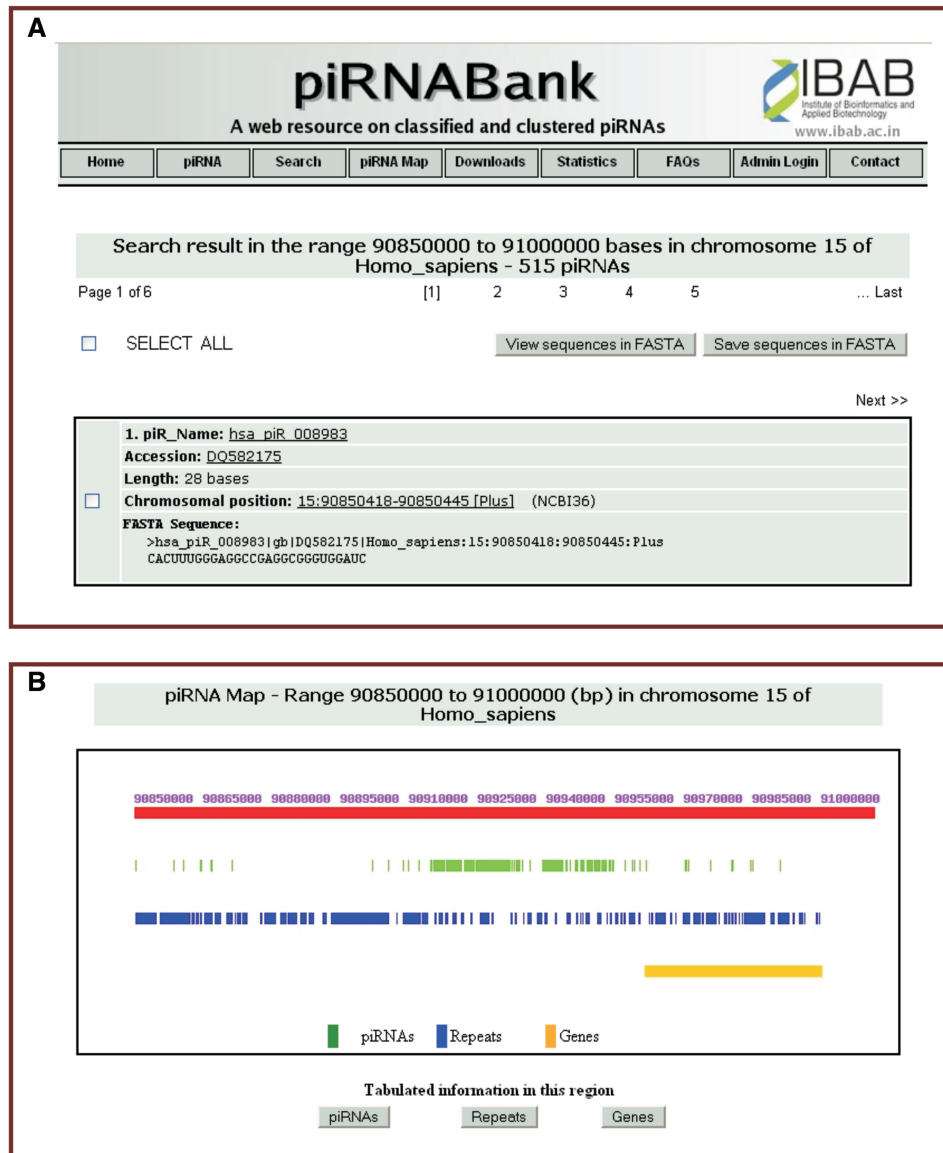 A
piRNABank
A web resource on classified and clustered piRNAs
IBAB
Institute of Bioinformatics and
Applied Biotechnology
www.ibab.ac.in
Home piRNA Search piRNA Map Downloads Statistics FAQs Admin Login Contact
Search result in the range 90850000 to 91000000 bases in chromosome 15 of
Homo_sapiens - 515 piRNAs
Page 1 of 6 [1] 2 3 4 5 ... Last
SELECT ALL View sequences in FASTA Save sequences in FASTA
Next >>
1. piR_Name: hsa_piR_008983
Accession: DQ582175
Length: 28 bases
Chromosomal position: 15:90850418-90850445 [Plus] (NCBI36)
FASTA Sequence:
>hsa_piR_008983|gb|DQ582175|Homo_sapiens:15:90850418:90850445:Plus
CACUUUGGGAGGCCGAGGCGGGUGGAUC
B
piRNA Map - Range 90850000 to 91000000 (bp) in chromosome 15 of
Homo_sapiens
90850000 90865000 90880000 90895000 90910000 90925000 90940000 90955000 90970000 90985000 91000000
piRNAs Repeats Genes
Tabulated information in this region
piRNAs Repeats Genes